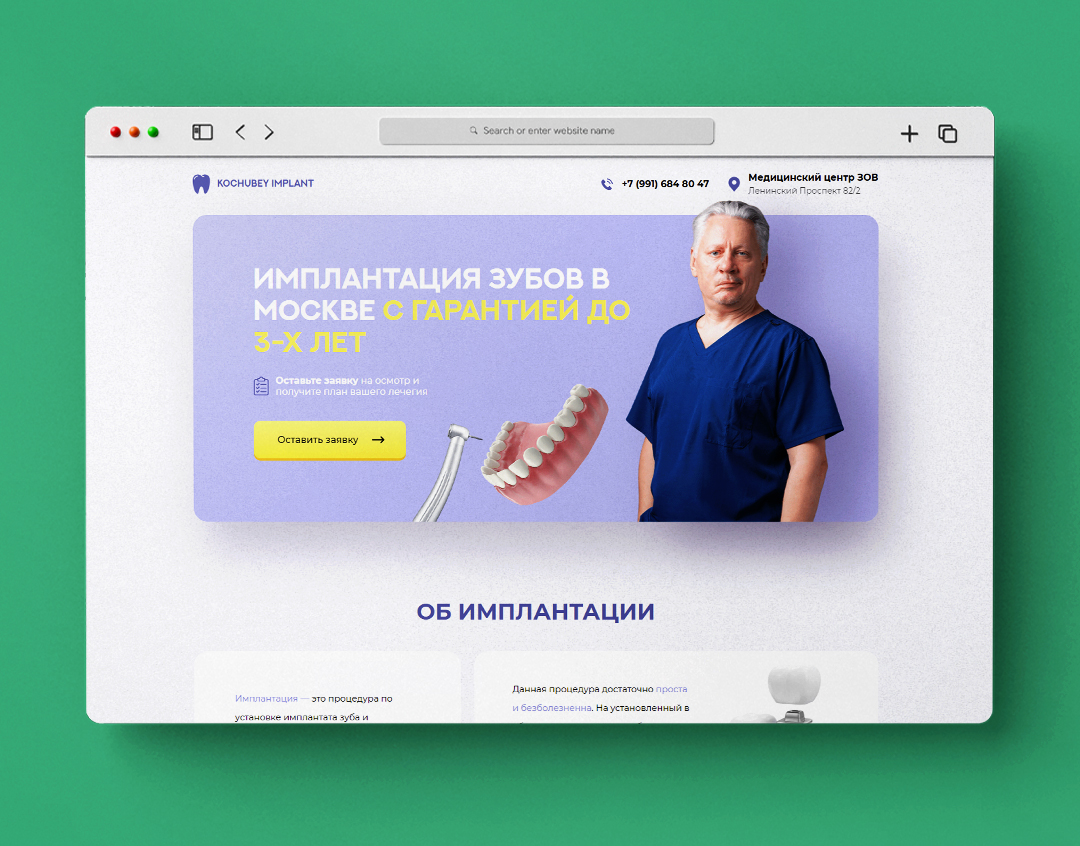 Search or enter website name
KOCHUBEY IMPLANT
+7 (991) 684 80 47
Медицинский центр ЗОВ
Ленинский Проспект 82/2
ИМПЛАНТАЦИЯ ЗУБОВ В
МОСКВЕ С ГАРАНТИЕЙ ДО
3-Х ЛЕТ
Оставьте заявку на осмотр и
получите план вашего лечегия
Оставить заявку
ОБ ИМПЛАНТАЦИИ
Имплантация — это процедура по
установке имплантата зуба и
Данная процедура достаточно проста
и безболезненна. На установленный в